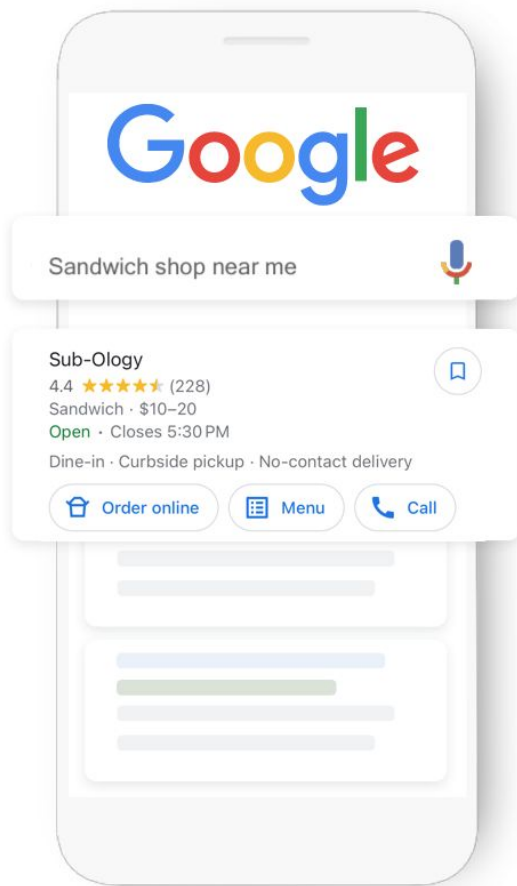 Google
Sandwich shop near me
Sub-Ology
4.4 ★★★★⯪ (228)
Sandwich · $10–20
Open · Closes 5:30 PM
Dine-in · Curbside pickup · No-contact delivery
Order online Menu Call